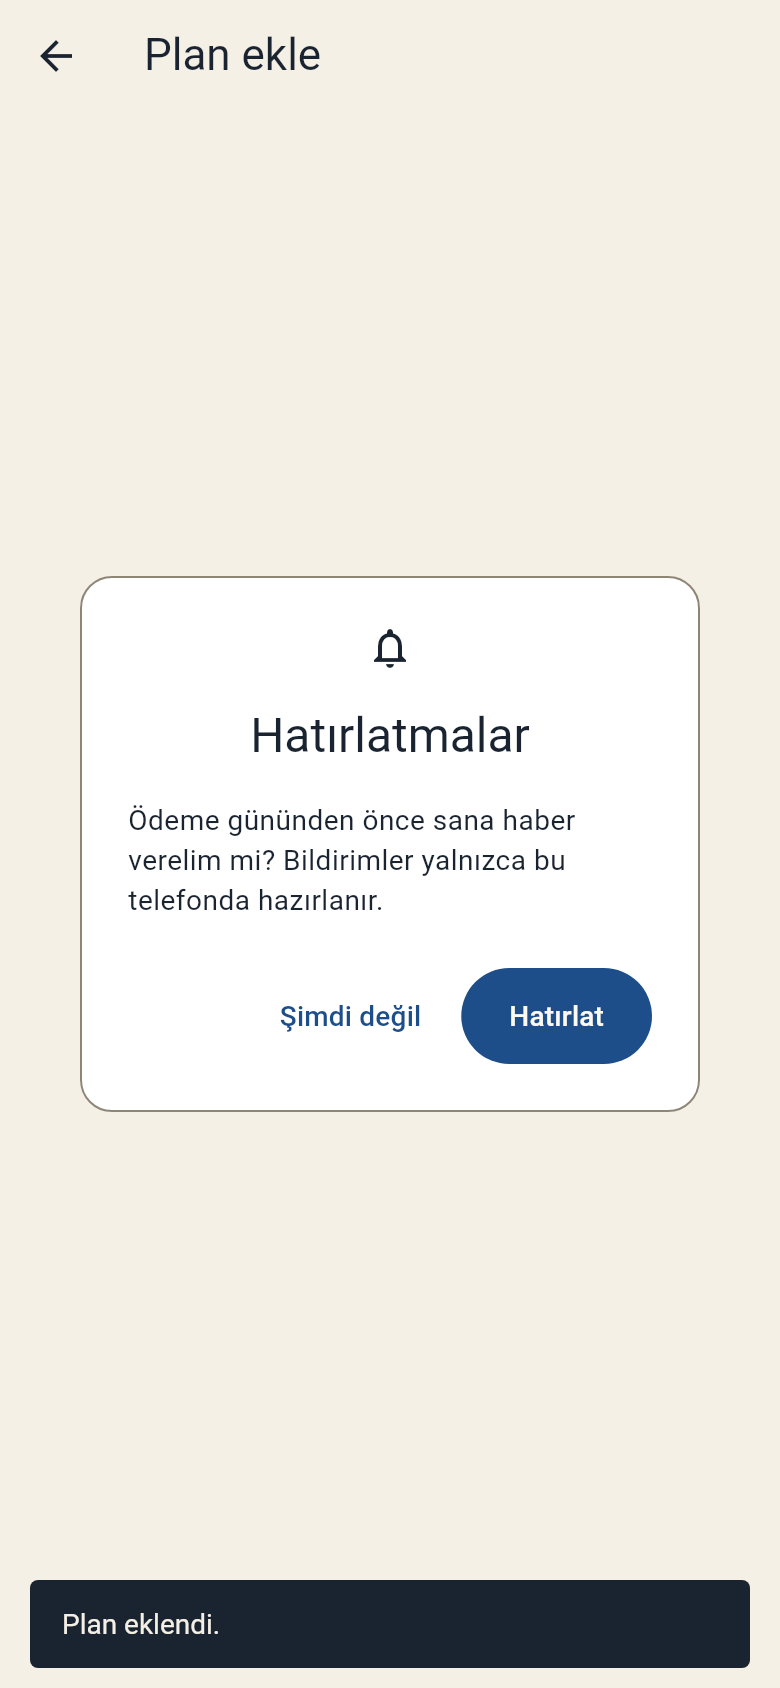 Plan ekle
Hatırlatmalar
Ödeme gününden önce sana haber
verelim mi? Bildirimler yalnızca bu
telefonda hazırlanır.
Şimdi değil
Hatırlat
Plan eklendi.